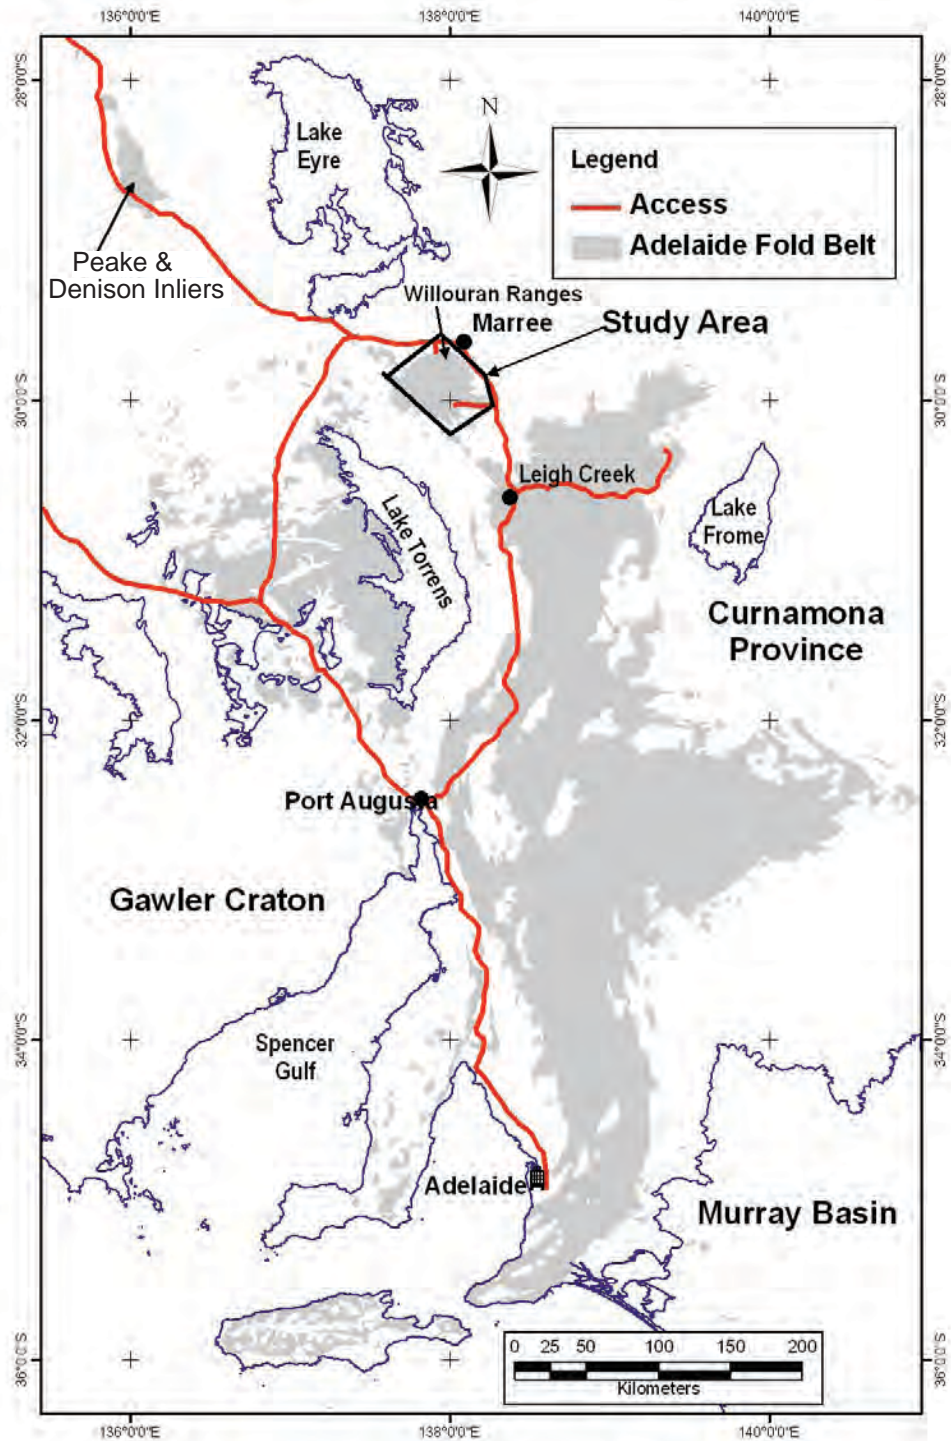 136°0'0"E
138°0'0"E
140°0'0"E
28°0'0"S
28°0'0"S
N
Lake
Eyre
Legend
Access
Adelaide Fold Belt
Peake &
Denison Inliers
Willouran Ranges
Marree
Study Area
30°0'0"S
30°0'0"S
Leigh Creek
Lake Torrens
Lake
Frome
Curnamona
Province
32°0'0"S
32°0'0"S
Port Augusta
Gawler Craton
34°0'0"S
34°0'0"S
Spencer
Gulf
Adelaide
Murray Basin
0 25 50 100 150 200
Kilometers
36°0'0"S
36°0'0"S
136°0'0"E
138°0'0"E
140°0'0"E